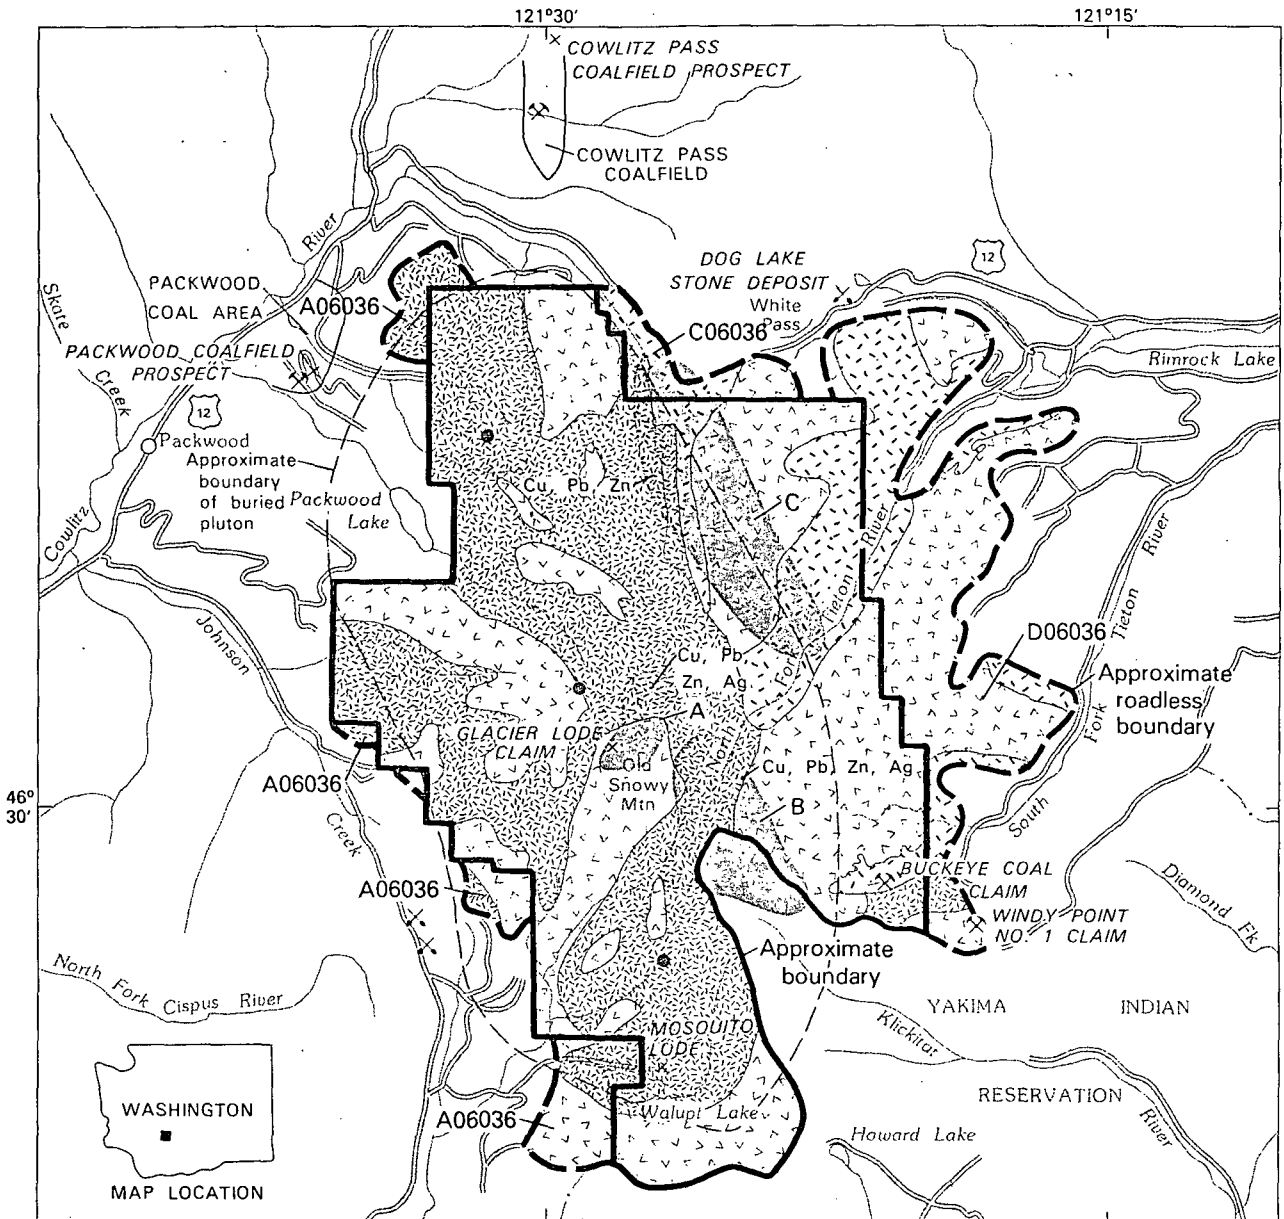 121°30'
121°15'
COWLITZ PASS
COALFIELD PROSPECT
COWLITZ PASS
COALFIELD
River
DOG LAKE
STONE DEPOSIT
12
White
Pass
PACKWOOD
COAL AREA
A06036
C06036
Skate
Creek
PACKWOOD COALFIELD
PROSPECT
Rimrock Lake
12
Packwood
Approximate
boundary
of buried
pluton
Packwood
Lake
Cu, Pb, Zn
C
River
Tieton
Fork
North
Cowlitz
Johnson
Creek
River
Tieton
Fork
South
D06036
Approximate
roadless
boundary
Cu, Pb,
Zn, Ag
A
GLACIER LODE
CLAIM
Old
Snowy
Mtn
Cu, Pb, Zn, Ag
B
A06036
46°
30'
BUCKEYE COAL
CLAIM
Diamond Fk
A06036
WINDY POINT
NO. 1 CLAIM
Approximate
boundary
North Fork Cispus River
YAKIMA INDIAN
RESERVATION
Klickitat
River
MOSQUITO
LODE
WASHINGTON
MAP LOCATION
A06036
Walupt Lake
Howard Lake